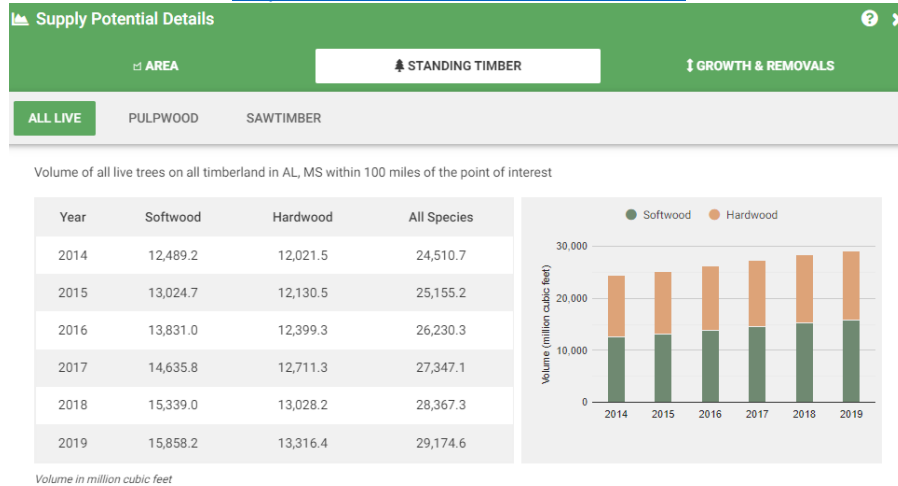 Supply Potential Details
AREA
STANDING TIMBER
GROWTH & REMOVALS
ALL LIVE PULPWOOD SAWTIMBER
Volume of all live trees on all timberland in AL, MS within 100 miles of the point of interest
Year Softwood Hardwood All Species
2014 12,489.2 12,021.5 24,510.7
2015 13,024.7 12,130.5 25,155.2
2016 13,831.0 12,399.3 26,230.3
2017 14,635.8 12,711.3 27,347.1
2018 15,339.0 13,028.2 28,367.3
2019 15,858.2 13,316.4 29,174.6
Volume in million cubic feet
Softwood Hardwood
Volume (million cubic feet)
30,000
20,000
10,000
0
2014 2015 2016 2017 2018 2019